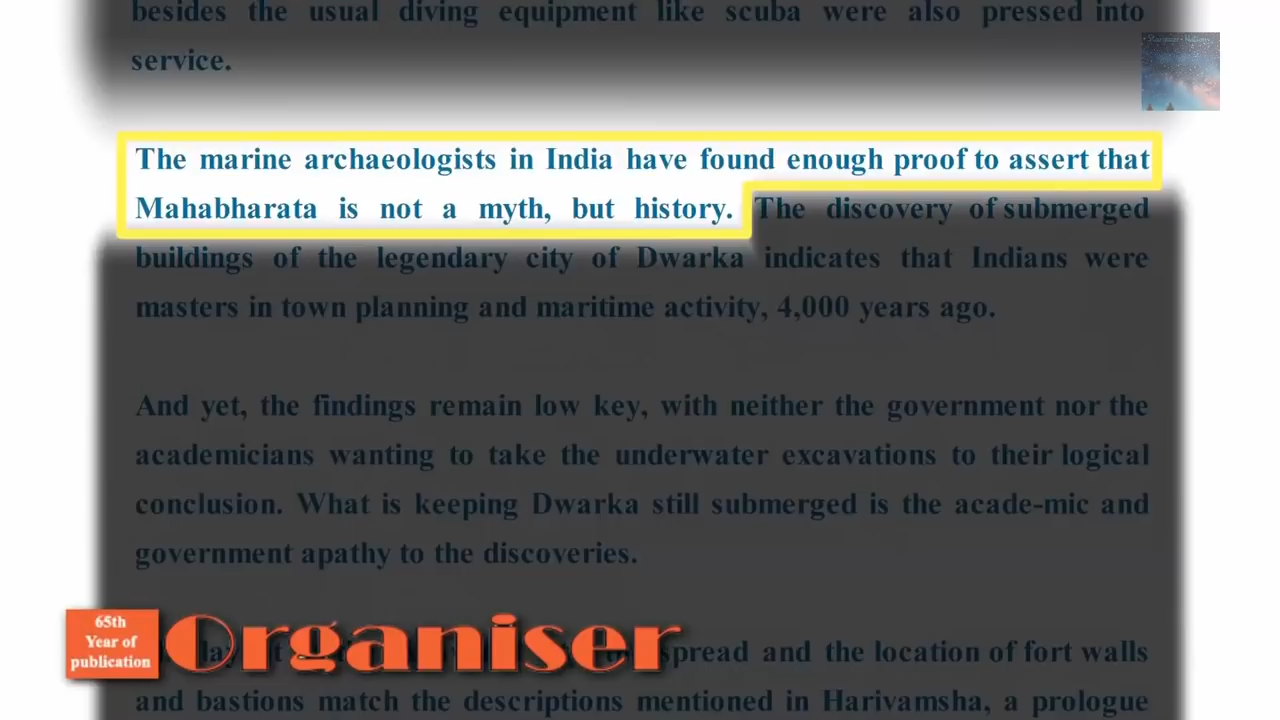 besides the usual diving equipment like scuba were also pressed into
service.
The marine archaeologists in India have found enough proof to assert that
Mahabharata is not a myth, but history. The discovery of submerged
buildings of the legendary city of Dwarka indicates that Indians were
masters in town planning and maritime activity, 4,000 years ago.
And yet, the findings remain low key, with neither the government nor the
academicians wanting to take the underwater excavations to their logical
conclusion. What is keeping Dwarka still submerged is the acade-mic and
government apathy to the discoveries.
65th
Year of
publication
Organiser
spread and the location of fort walls
and bastions match the descriptions mentioned in Harivamsha, a prologue